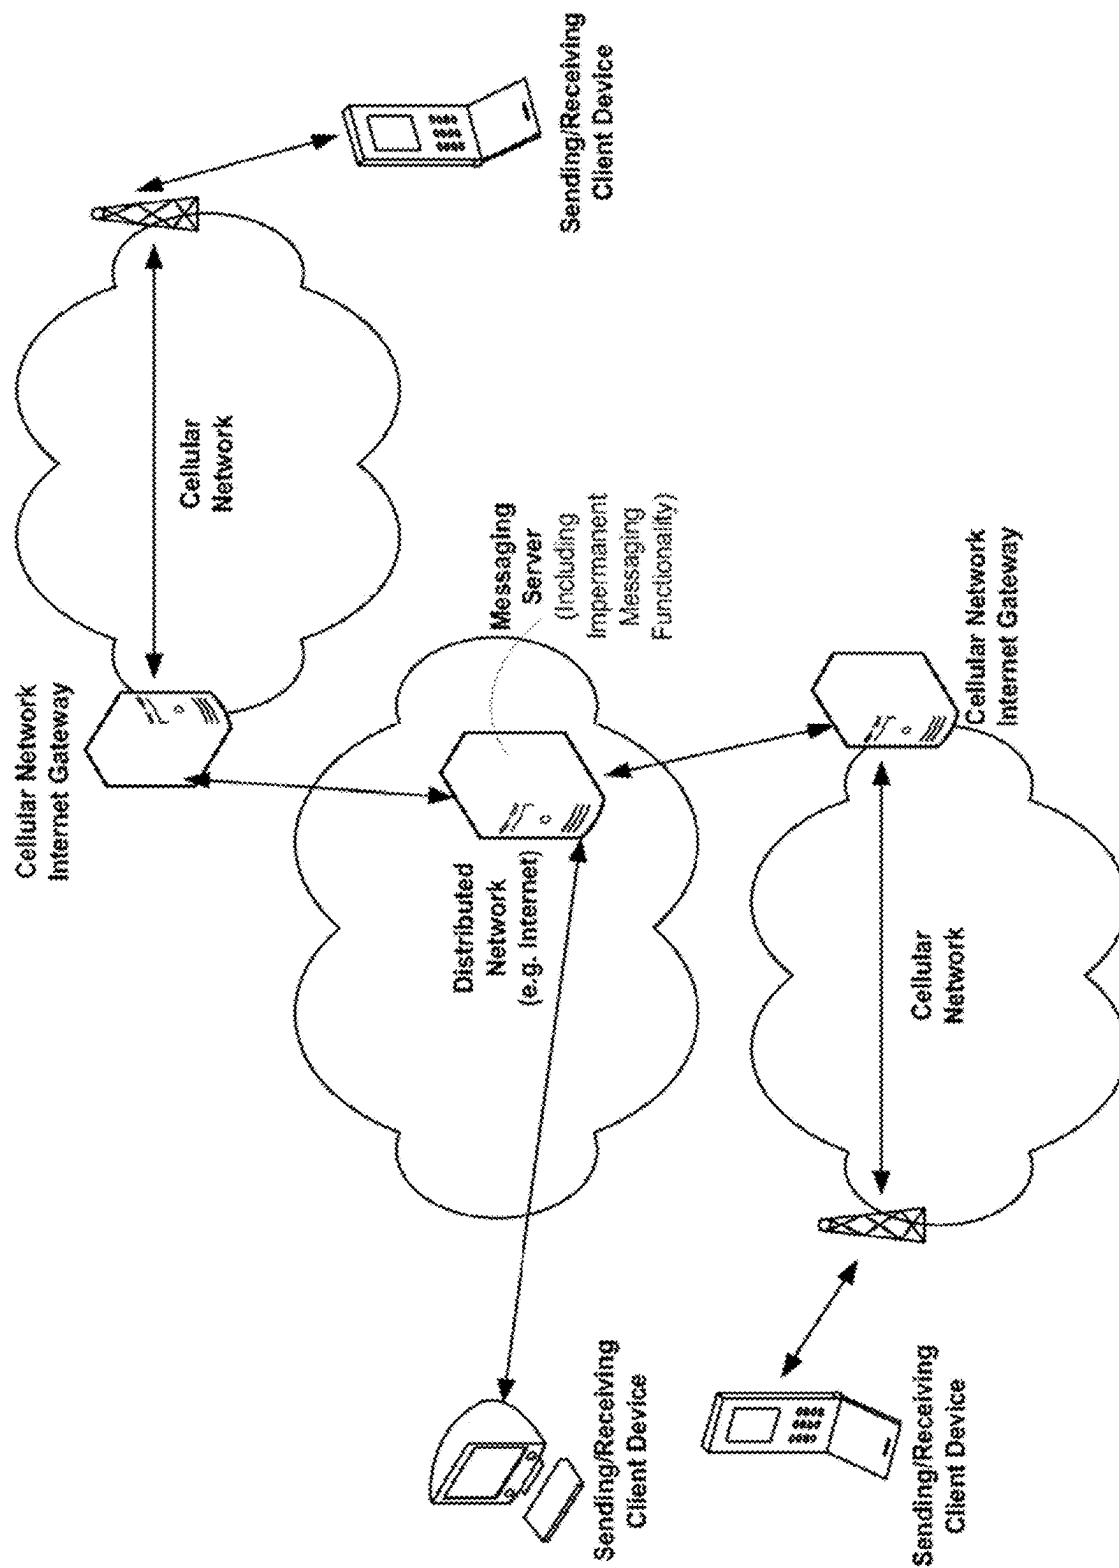 Cellular Network
Internet Gateway
Cellular
Network
Sending/Receiving
Client Device
Distributed
Network
(e.g. Internet)
Messaging
Server
(Including
Impermanent
Messaging
Functionality)
Sending/Receiving
Client Device
Cellular Network
Internet Gateway
Cellular
Network
Sending/Receiving
Client Device